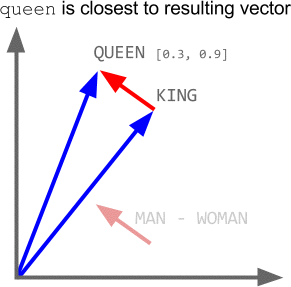 queen is closest to resulting vector
QUEEN [0.3, 0.9]
KING
MAN - WOMAN